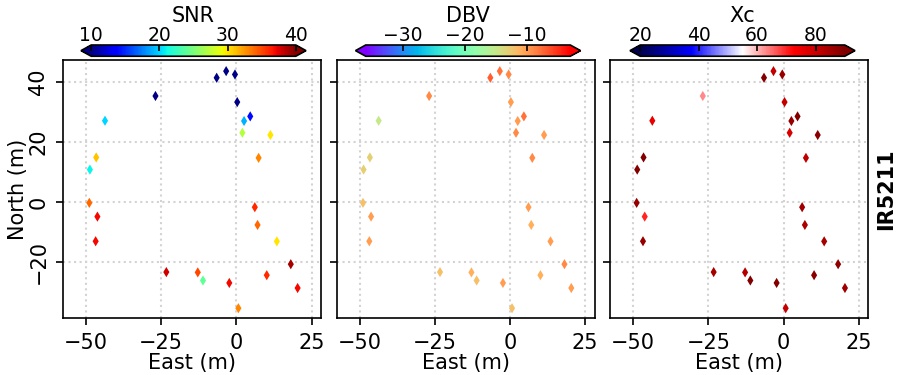 SNR DBV Xc
10 20 30 40 −30 −20 −10 20 40 60 80
North (m)
40
20
0
−20
IR5211
−50 −25 0 25 −50 −25 0 25 −50 −25 0 25
East (m) East (m) East (m)